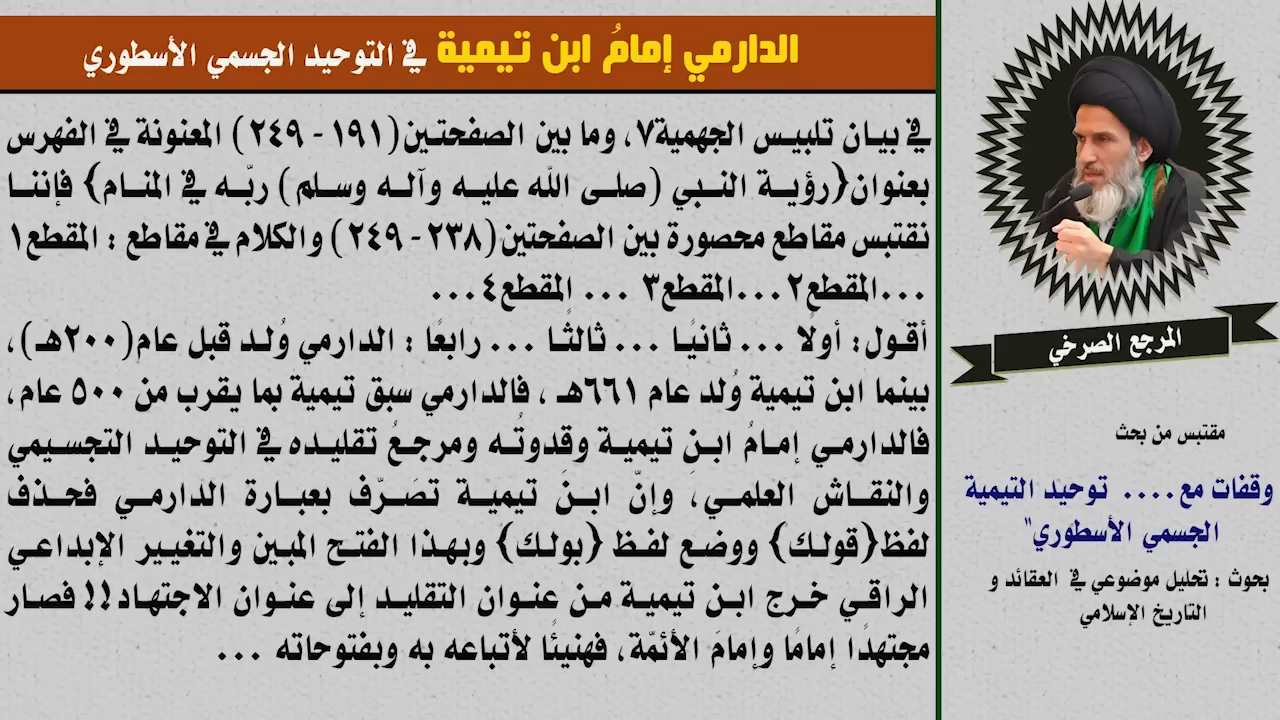 الدارمي إمامُ ابن تيمية في التوحيد الجسمي الأسطوري
في بيان تلبيس الجهمية٧، وما بين الصفحتين(١٩١ - ٢٤٩) المعنونة في الفهرس
بعنوان{رؤية النبي (صلى الله عليه وآله وسلم) ربّه في المنام} فإننا
نقتبس مقاطع محصورة بين الصفحتين(٢٣٨ - ٢٤٩) والكلام في مقاطع : المقطع١
...المقطع٢...المقطع٣ ... المقطع٤...
أقول: أولًا ... ثانيًا ... ثالثًا ... رابعًا : الدارمي وُلد قبل عام(٢٠٠هـ)،
بينما ابن تيمية وُلد عام ٦٦١هـ ، فالدارمي سبق تيمية بما يقرب من ٥٠٠ عام،
فالدارمي إمامُ ابن تيمية وقدوتُه ومرجعُ تقليده في التوحيد التجسيمي
والنقاش العلمي، وإنّ ابنَ تيمية تصَرّف بعبارة الدارمي فحذف
لفظ{قولك} ووضع لفظ {بولك} وبهذا الفتح المبين والتغيير الإبداعي
الراقي خرج ابن تيمية من عنوان التقليد إلى عنوان الاجتهاد!! فصار
مجتهدًا إمامًا وإمامَ الأئمّة، فهنيئًا لأتباعه به وبفتوحاته ...
المرجع الصرخي
مقتبس من بحث
وقفات مع.... توحيد التيمية
الجسمي الأسطوري"
بحوث : تحليل موضوعي في العقائد و
التاريخ الإسلامي